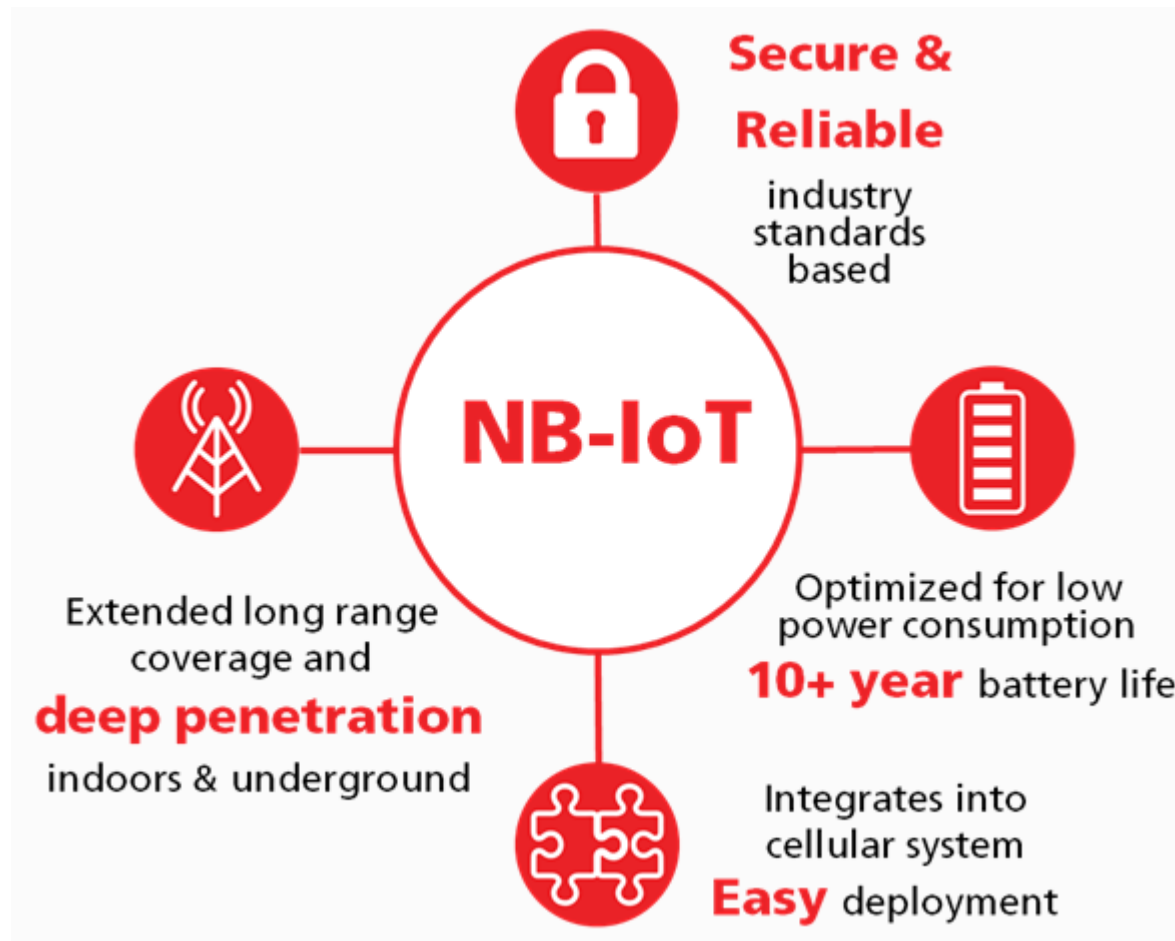 Secure &
Reliable
industry
standards
based
NB-IoT
Extended long range
coverage and
deep penetration
indoors & underground
Optimized for low
power consumption
10+ year battery life
Integrates into
cellular system
Easy deployment